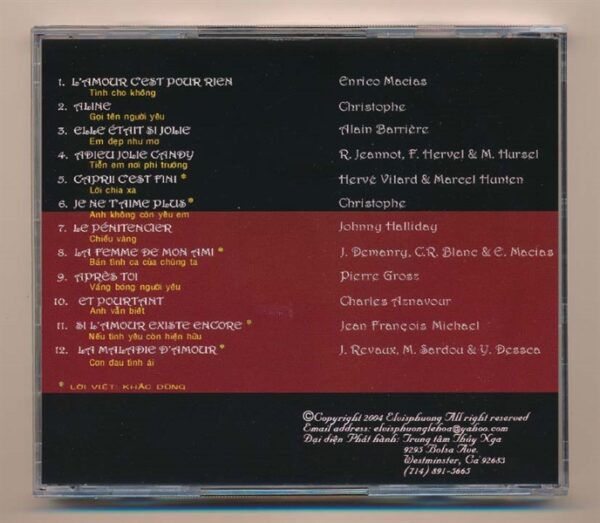 1. L'AMOUR C'EST POUR RIEN Enrico Macias
Tình cho không
2. ALINE Christophe
Gọi tên người yêu
3. ELLE ÉTAIT SI JOLIE Alain Barrière
Em đẹp như mơ
4. ADIEU JOLIE CANDY R. Jeannot, F. Hervel & M. Hursel
Tiễn em nơi phi trường
5. CAPRI C'EST FINI * Hervé Vilard & Marcel Hunten
Lời chia xa
6. JE NE T'AIME PLUS * Christophe
Anh không còn yêu em
7. LE PÉNITENCIER Johnny Halliday
Chiều vàng
8. LA FEMME DE MON AMI * J. Demanry, C.R. Blanc & E. Macias
Bản tình ca của chúng ta
9. APRÈS TOI Pierre Grosz
Vắng bóng người yêu
10. ET POURTANT Charles Aznavour
Anh vẫn biết
11. SI L'AMOUR EXISTE ENCORE * Jean François Michael
Nếu tình yêu còn hiện hữu
12. LA MALADIE D'AMOUR * J. Revaux, M. Sardou & Y. Dessca
Cơn đau tình ái
* LỜI VIỆT: KHẮC DŨNG
©Copyright 2004 Elvisphuong All right reserved
Email address: elvisphuonglehoa@yahoo.com
Đại diện Phát hành: Trung tâm Thúy Nga
9295 Bolsa Ave.
Westminster, Ca 92683
(714) 891-5665